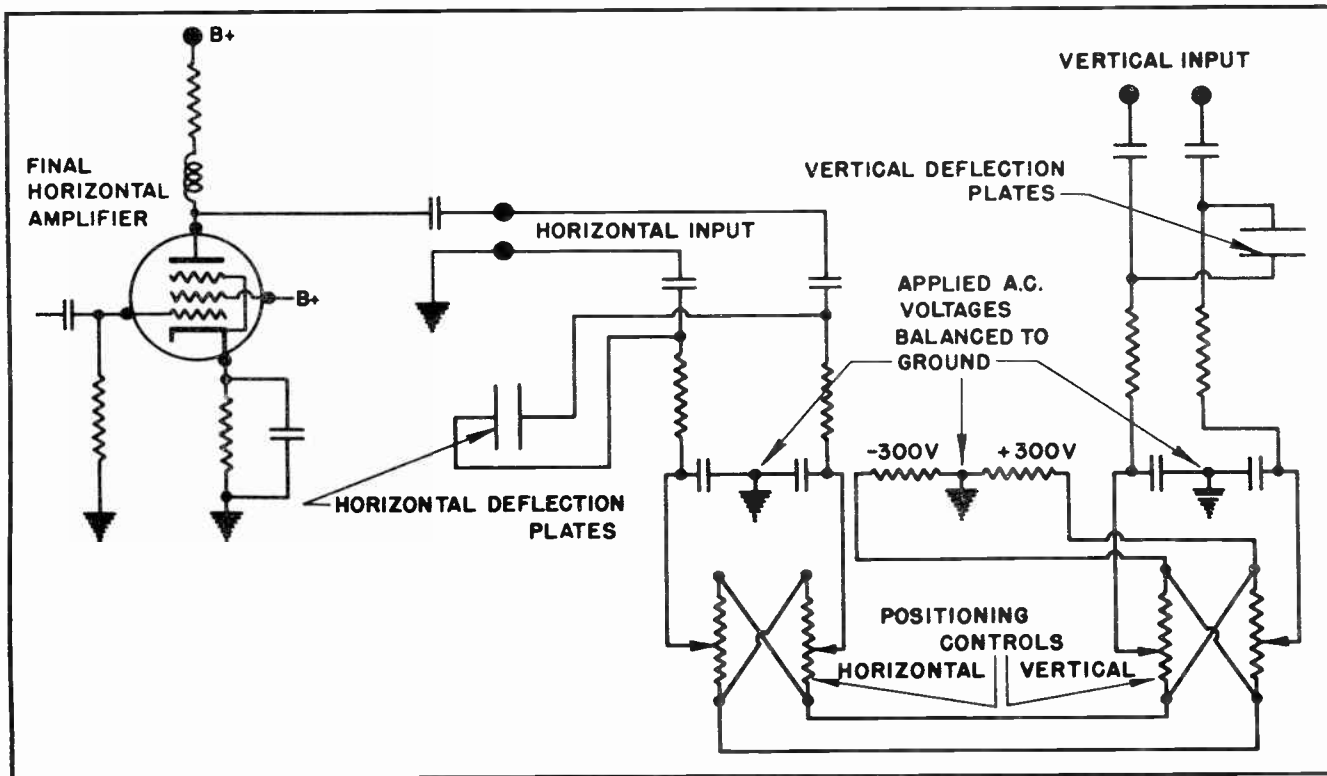 B+
VERTICAL INPUT
FINAL
HORIZONTAL
AMPLIFIER
VERTICAL DEFLECTION
PLATES
HORIZONTAL INPUT
B+
APPLIED A.C.
VOLTAGES
BALANCED TO
GROUND
-300V
+300V
HORIZONTAL DEFLECTION
PLATES
POSITIONING
CONTROLS
HORIZONTAL
VERTICAL